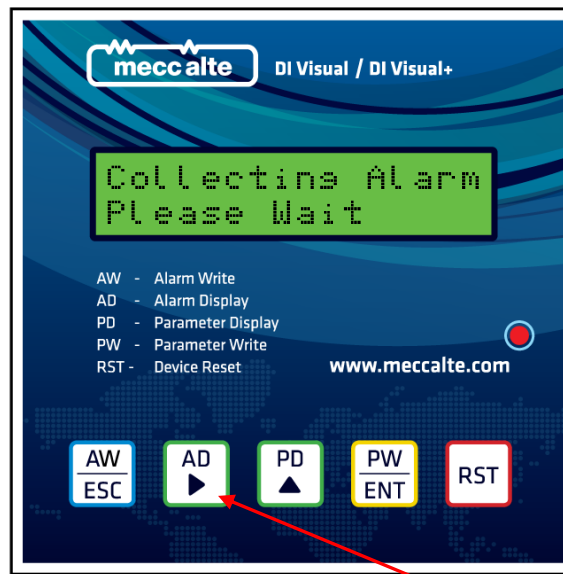 mecc alte DI Visual / DI Visual+
Collecting Alarm
Please Wait
AW - Alarm Write
AD - Alarm Display
PD - Parameter Display
PW - Parameter Write
RST - Device Reset
www.meccalte.com
AW
ESC
AD
PD
PW
ENT
RST